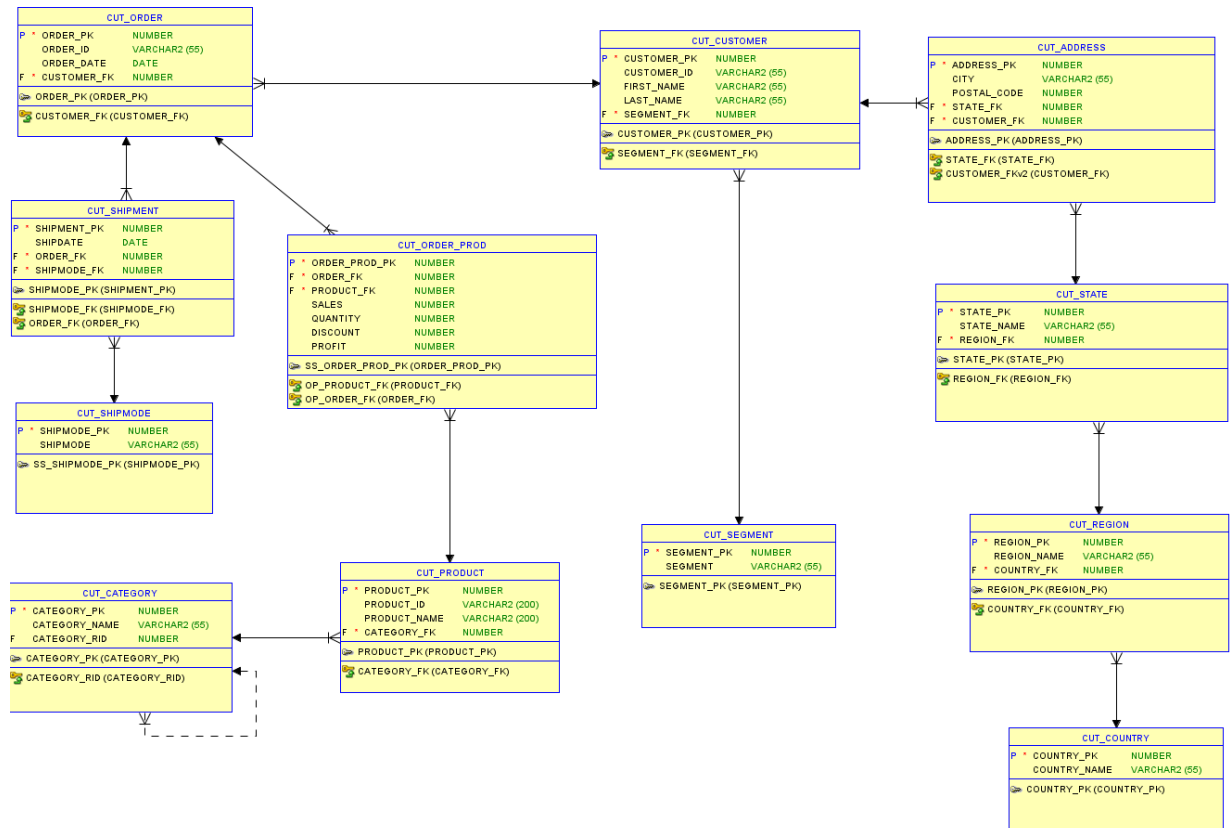 CUT_ORDER
P * ORDER_PK NUMBER
ORDER_ID VARCHAR2 (55)
ORDER_DATE DATE
F * CUSTOMER_FK NUMBER
ORDER_PK (ORDER_PK)
CUSTOMER_FK (CUSTOMER_FK)
CUT_CUSTOMER
P * CUSTOMER_PK NUMBER
CUSTOMER_ID VARCHAR2 (55)
FIRST_NAME VARCHAR2 (55)
LAST_NAME VARCHAR2 (55)
F * SEGMENT_FK NUMBER
CUSTOMER_PK (CUSTOMER_PK)
SEGMENT_FK (SEGMENT_FK)
CUT_ADDRESS
P * ADDRESS_PK NUMBER
CITY VARCHAR2 (55)
POSTAL_CODE NUMBER
F * STATE_FK NUMBER
F * CUSTOMER_FK NUMBER
ADDRESS_PK (ADDRESS_PK)
STATE_FK (STATE_FK)
CUSTOMER_FKv2 (CUSTOMER_FK)
CUT_SHIPMENT
P * SHIPMENT_PK NUMBER
SHIPDATE DATE
F * ORDER_FK NUMBER
F * SHIPMODE_FK NUMBER
SHIPMODE_PK (SHIPMENT_PK)
SHIPMODE_FK (SHIPMODE_FK)
ORDER_FK (ORDER_FK)
CUT_ORDER_PROD
P * ORDER_PROD_PK NUMBER
F * ORDER_FK NUMBER
F * PRODUCT_FK NUMBER
SALES NUMBER
QUANTITY NUMBER
DISCOUNT NUMBER
PROFIT NUMBER
SS_ORDER_PROD_PK (ORDER_PROD_PK)
OP_PRODUCT_FK (PRODUCT_FK)
OP_ORDER_FK (ORDER_FK)
CUT_STATE
P * STATE_PK NUMBER
STATE_NAME VARCHAR2 (55)
F * REGION_FK NUMBER
STATE_PK (STATE_PK)
REGION_FK (REGION_FK)
CUT_SHIPMODE
P * SHIPMODE_PK NUMBER
SHIPMODE VARCHAR2 (55)
SS_SHIPMODE_PK (SHIPMODE_PK)
CUT_SEGMENT
P * SEGMENT_PK NUMBER
SEGMENT VARCHAR2 (55)
SEGMENT_PK (SEGMENT_PK)
CUT_REGION
P * REGION_PK NUMBER
REGION_NAME VARCHAR2 (55)
F * COUNTRY_FK NUMBER
REGION_PK (REGION_PK)
COUNTRY_FK (COUNTRY_FK)
CUT_CATEGORY
P * CATEGORY_PK NUMBER
CATEGORY_NAME VARCHAR2 (55)
F CATEGORY_RID NUMBER
CATEGORY_PK (CATEGORY_PK)
CATEGORY_RID (CATEGORY_RID)
CUT_PRODUCT
P * PRODUCT_PK NUMBER
PRODUCT_ID VARCHAR2 (200)
PRODUCT_NAME VARCHAR2 (200)
F * CATEGORY_FK NUMBER
PRODUCT_PK (PRODUCT_PK)
CATEGORY_FK (CATEGORY_FK)
CUT_COUNTRY
P * COUNTRY_PK NUMBER
COUNTRY_NAME VARCHAR2 (55)
COUNTRY_PK (COUNTRY_PK)